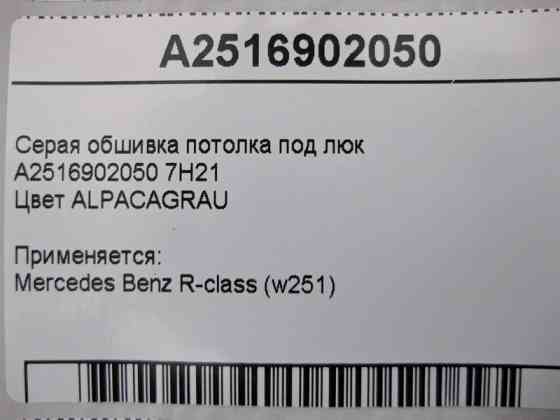 A2516902050
Серая обшивка потолка под люк
A2516902050 7H21
Цвет ALPACAGRAU
Применяется:
Mercedes Benz R-class (w251)